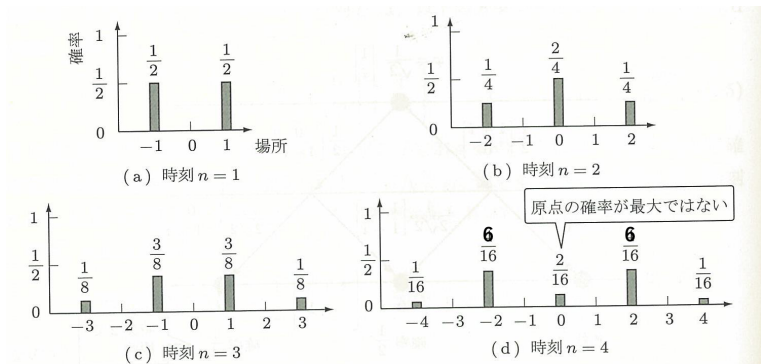 確率
1
1/2
0
1/2
1/2
-1 0 1 場所
(a) 時刻 n = 1
1
1/2
0
1/4
2/4
1/4
-2 -1 0 1 2
(b) 時刻 n = 2
1
1/2
0
1/8
3/8
3/8
1/8
-3 -2 -1 0 1 2 3
(c) 時刻 n = 3
原点の確率が最大ではない
1
1/2
0
1/16
6/16
2/16
6/16
1/16
-4 -3 -2 -1 0 1 2 3 4
(d) 時刻 n = 4